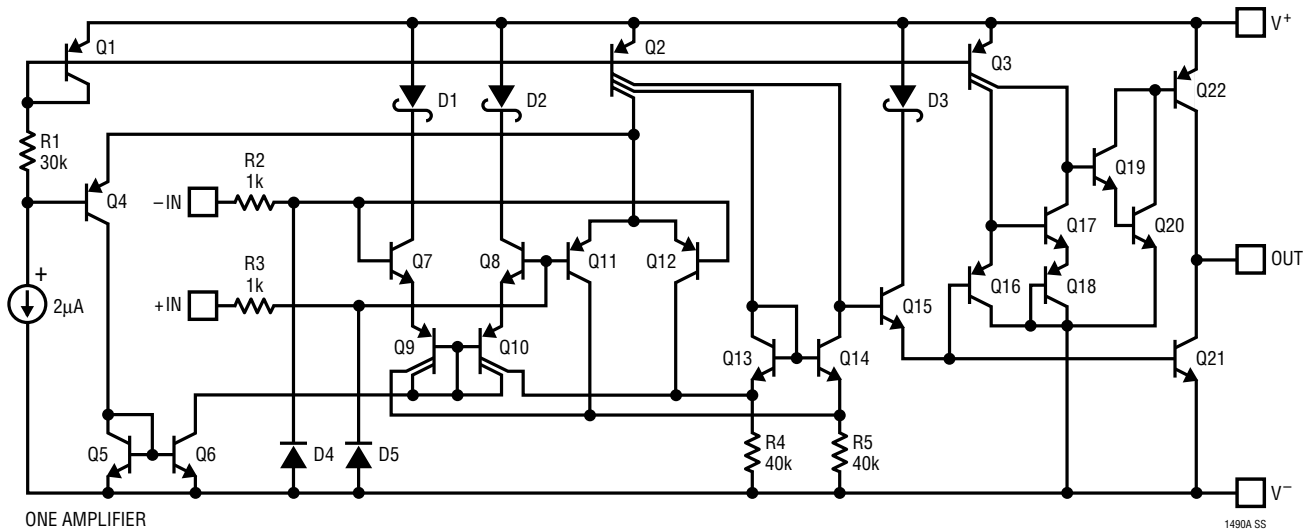 V+
Q1
Q2
Q3
Q22
D1
D2
D3
R1
30k
R2
1k
Q19
Q4
–IN
Q17
Q20
R3
1k
Q7
Q8
Q11
Q12
OUT
+
2µA
+IN
Q15
Q16
Q18
Q9
Q10
Q13
Q14
Q21
Q5
Q6
D4
D5
R4
40k
R5
40k
V–
ONE AMPLIFIER
1490A SS